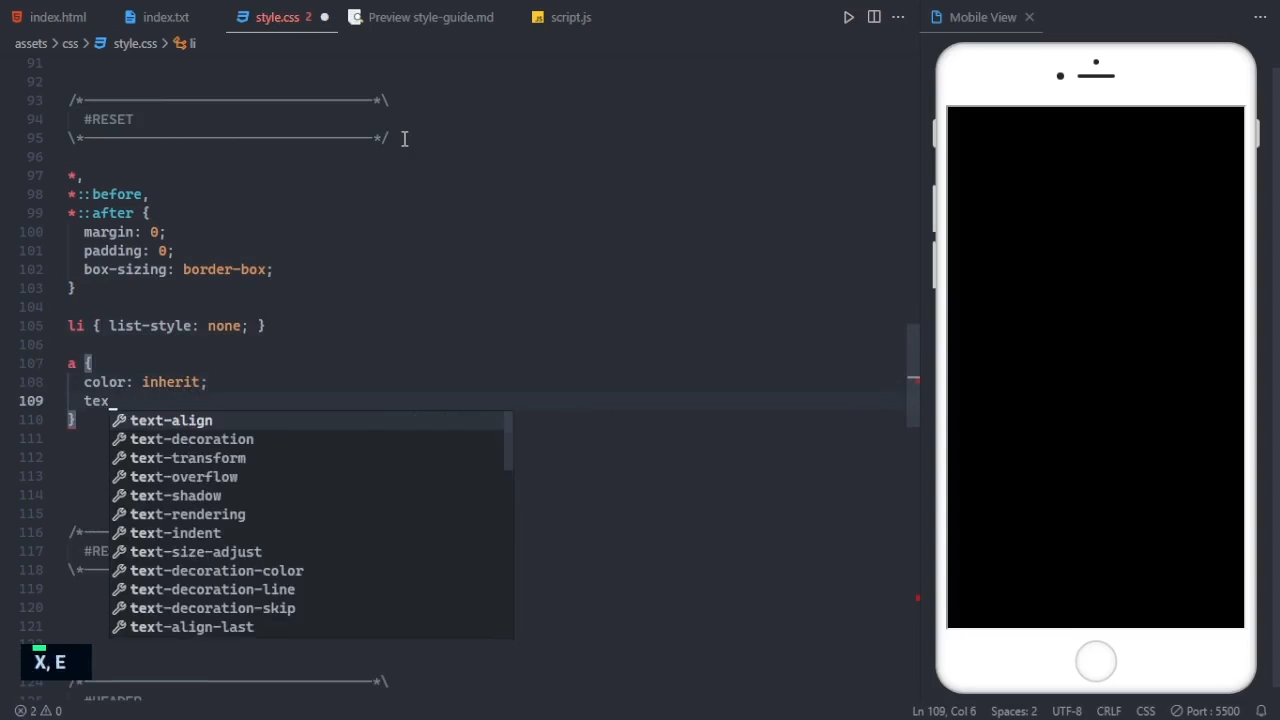 index.html
index.txt
style.css 2
Preview style-guide.md
script.js
Mobile View
assets > css > style.css > li
91
92
93 /*———————————————————————————————————*\
94 #RESET
95 \*———————————————————————————————————*/
96
97 *,
98 *::before,
99 *::after {
100 margin: 0;
101 padding: 0;
102 box-sizing: border-box;
103 }
104
105 li { list-style: none; }
106
107 a {
108 color: inherit;
109 tex
110 }
text-align
111 text-decoration
112 text-transform
113 text-overflow
114 text-shadow
115 text-rendering
116 /*—— text-indent
117 #RE text-size-adjust
118 \*—— text-decoration-color
119 text-decoration-line
120 text-decoration-skip
121 text-align-last
X, E
124 /*———————————————————————————————————*\
#HEADER
2 0
Ln 109, Col 6
Spaces: 2
UTF-8
CRLF
CSS
Port : 5500